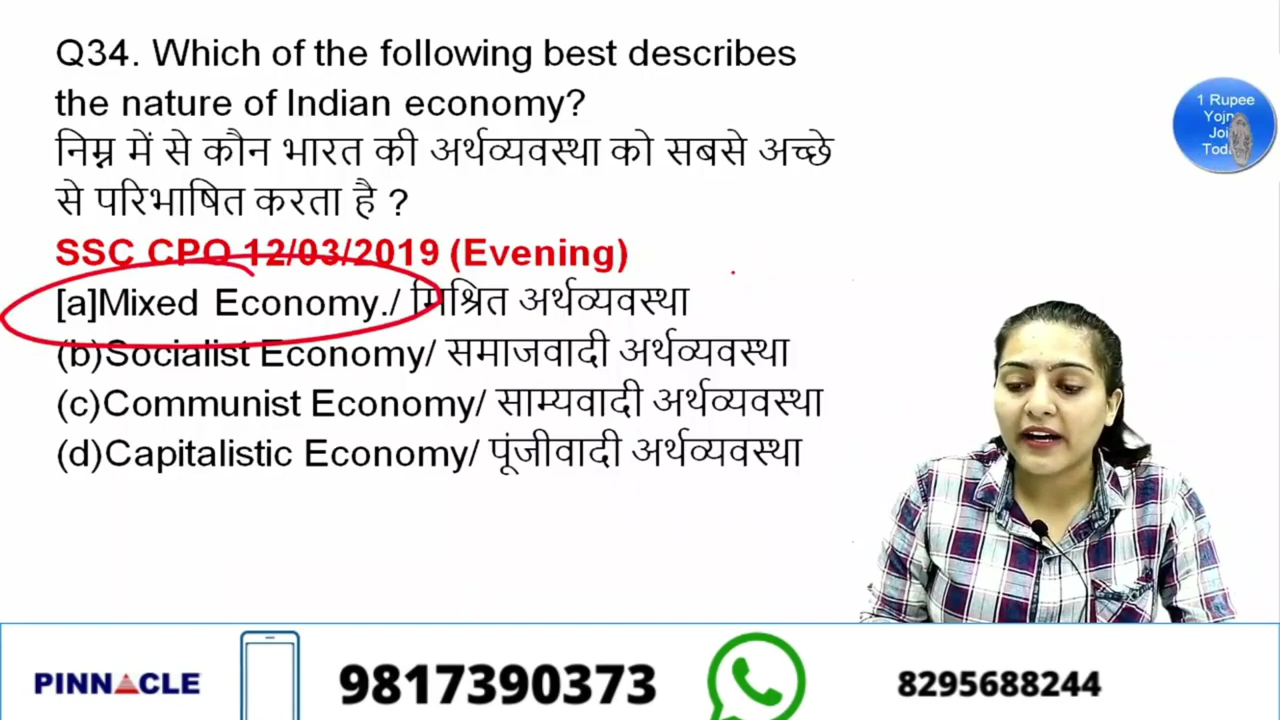 Q34. Which of the following best describes
the nature of Indian economy?
निम्न में से कौन भारत की अर्थव्यवस्था को सबसे अच्छे
से परिभाषित करता है ?
SSC CPO 12/03/2019 (Evening)
[a]Mixed Economy./ मिश्रित अर्थव्यवस्था
(b)Socialist Economy/ समाजवादी अर्थव्यवस्था
(c)Communist Economy/ साम्यवादी अर्थव्यवस्था
(d)Capitalistic Economy/ पूंजीवादी अर्थव्यवस्था
1 Rupee
PINNACLE
9817390373
8295688244